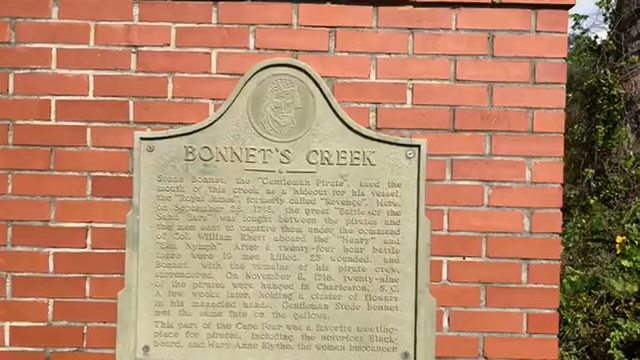 BONNET'S CREEK
Stede Bonnet, the "Gentleman Pirate", used the
mouth of this creek as a hideout for his vessel,
the "Royal James", formerly called "Revenge". Here,
on September 26, 1718, the great "Battle of the
Sand Bars" was fought between the pirates and
the men sent to capture them under the command
of Col. William Rhett aboard the "Henry" and
"Sea Nymph". After a twenty-four hour battle
there were 19 men killed, 23 wounded, and
Bonnet, with the remains of his pirate crew,
surrendered. On November 8, 1718, twenty-nine
of the pirates were hanged in Charleston, S. C.
A few weeks later, holding a cluster of flowers
in his manacled hands, Gentleman Stede Bonnet
met the same fate on the gallows.
This part of the Cape Fear was a favorite meeting-
place for pirates, including the notorious Black-
beard, and Mary Anne Blythe, the woman buccaneer.